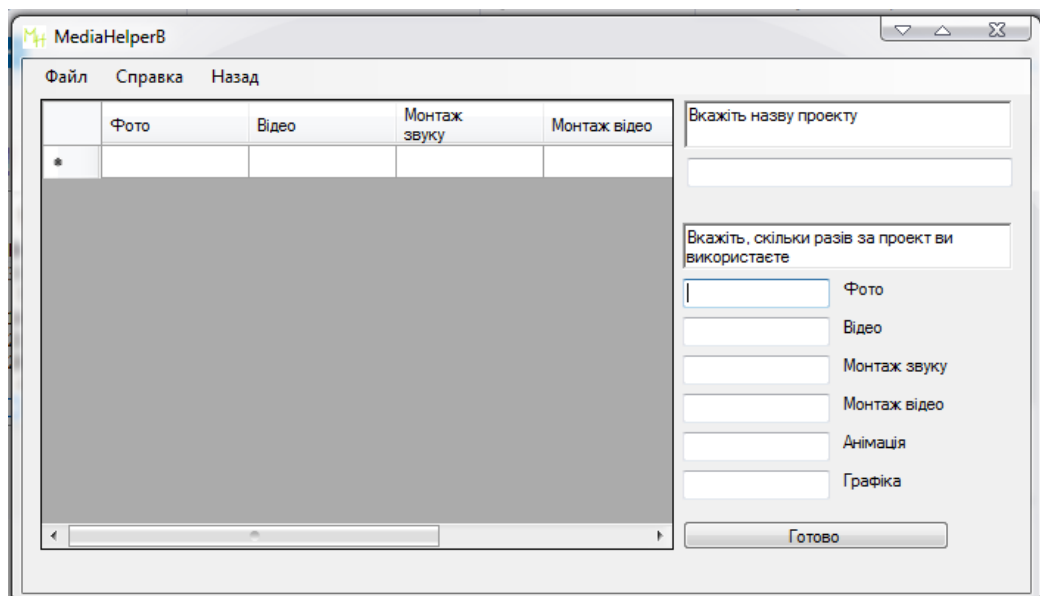 MH MediaHelperB
Файл Справка Назад
Фото Відео Монтаж звуку Монтаж відео
*
Вкажіть назву проекту
Вкажіть, скільки разів за проект ви
використаєте
Фото
Відео
Монтаж звуку
Монтаж відео
Анімація
Графіка
Готово